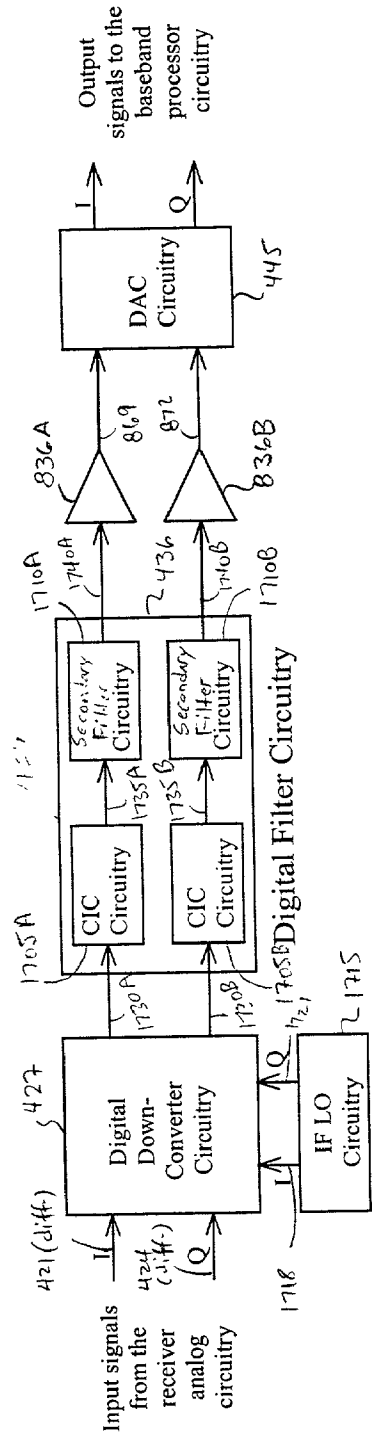 Input signals
from the
receiver
analog
circuitry
421 (diff.)
I
424
(diff.)
Q
427
Digital
Down-
Converter
Circuitry
1718
I
Q
1721
IF LO
Circuitry
1715
1730A
1730B
1705A
CIC
Circuitry
CIC
Circuitry
1705B
1735A
1735B
Secondary
Filter
Circuitry
Secondary
Filter
Circuitry
1710A
1710B
Digital Filter Circuitry
436
1740A
1740B
836A
836B
869
872
DAC
Circuitry
445
I
Q
Output
signals to the
baseband
processor
circuitry